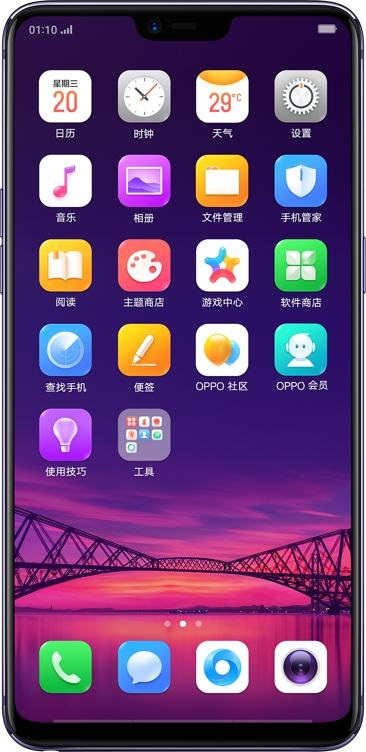 01:10
星期三
20
29°C
日历
时钟
天气
设置
音乐
相册
文件管理
手机管家
阅读
主题商店
游戏中心
软件商店
查找手机
便签
OPPO 社区
OPPO 会员
使用技巧
工具